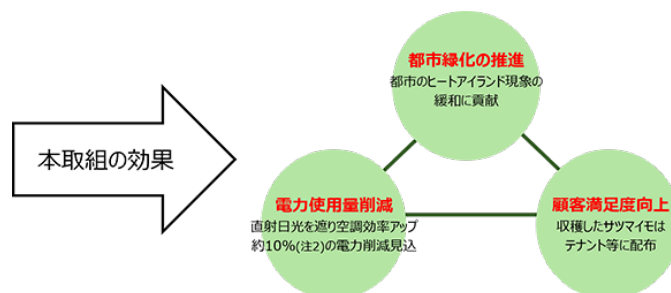 本取組の効果
都市緑化の推進
都市のヒートアイランド現象の
緩和に貢献
電力使用量削減
直射日光を遮り空調効率アップ
約10%(注2)の電力削減見込
顧客満足度向上
収穫したサツマイモは
テナント等に配布